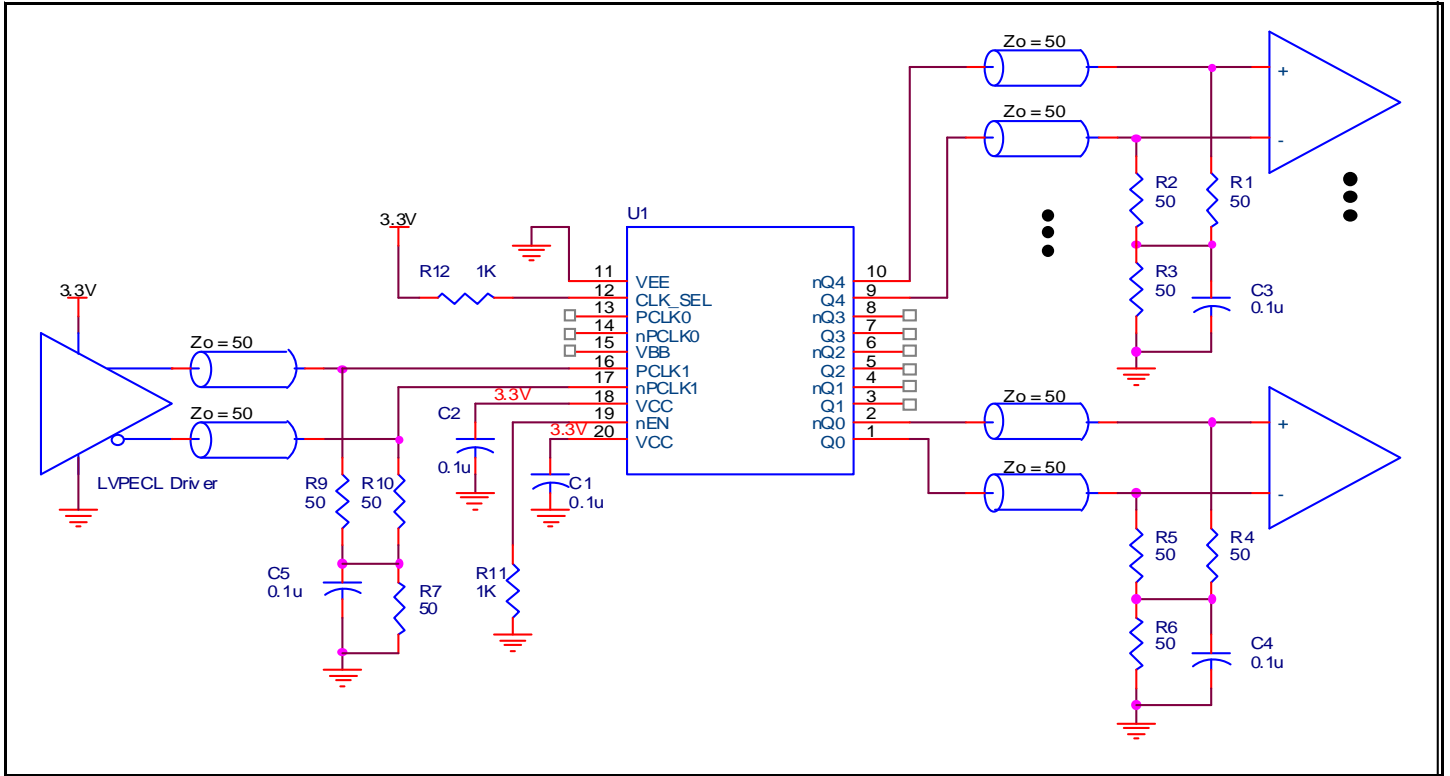 Zo = 50
+
Zo = 50
-
R2
50
R1
50
R3
50
C3
0.1u
U1
3.3V
R12 1K
11 VEE
12 CLK_SEL
13 PCLK0
14 nPCLK0
15 VBB
16 PCLK1
17 nPCLK1
18 VCC
19 nEN
20 VCC
nQ4 10
Q4 9
nQ3 8
Q3 7
nQ2 6
Q2 5
nQ1 4
Q1 3
nQ0 2
Q0 1
3.3V
Zo = 50
Zo = 50
LVPECL Driver
R9
50
R10
50
C5
0.1u
R7
50
3.3V
C2
0.1u
3.3V
C1
0.1u
R11
1K
Zo = 50
+
Zo = 50
-
R5
50
R4
50
R6
50
C4
0.1u